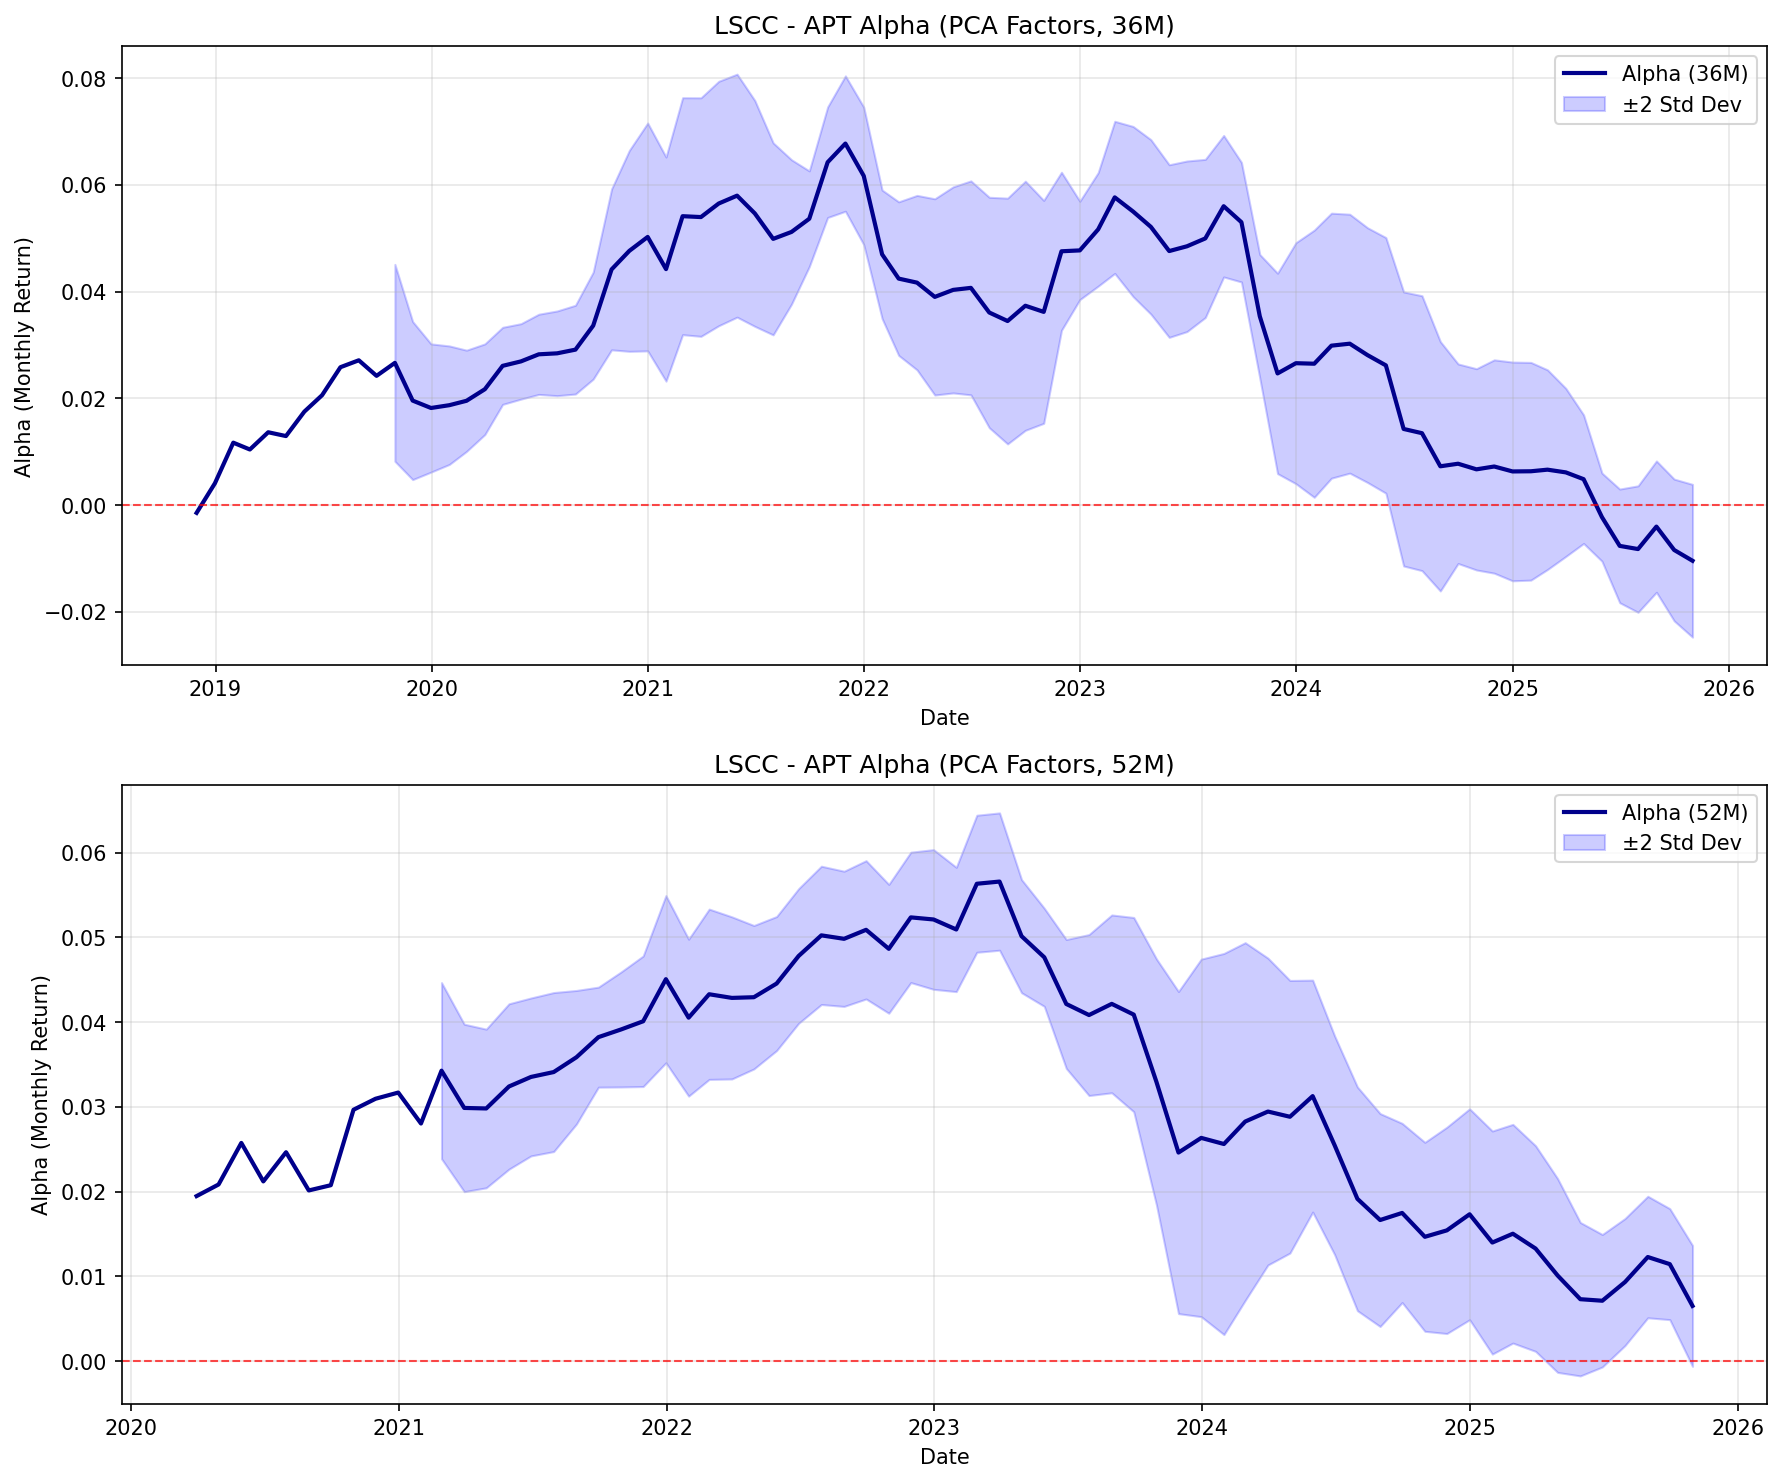 LSCC - APT Alpha (PCA Factors, 36M)
Alpha (36M)
±2 Std Dev
Alpha (Monthly Return)
0.08
0.06
0.04
0.02
0.00
−0.02
2019 2020 2021 2022 2023 2024 2025 2026
Date
LSCC - APT Alpha (PCA Factors, 52M)
Alpha (52M)
±2 Std Dev
Alpha (Monthly Return)
0.06
0.05
0.04
0.03
0.02
0.01
0.00
2020 2021 2022 2023 2024 2025 2026
Date